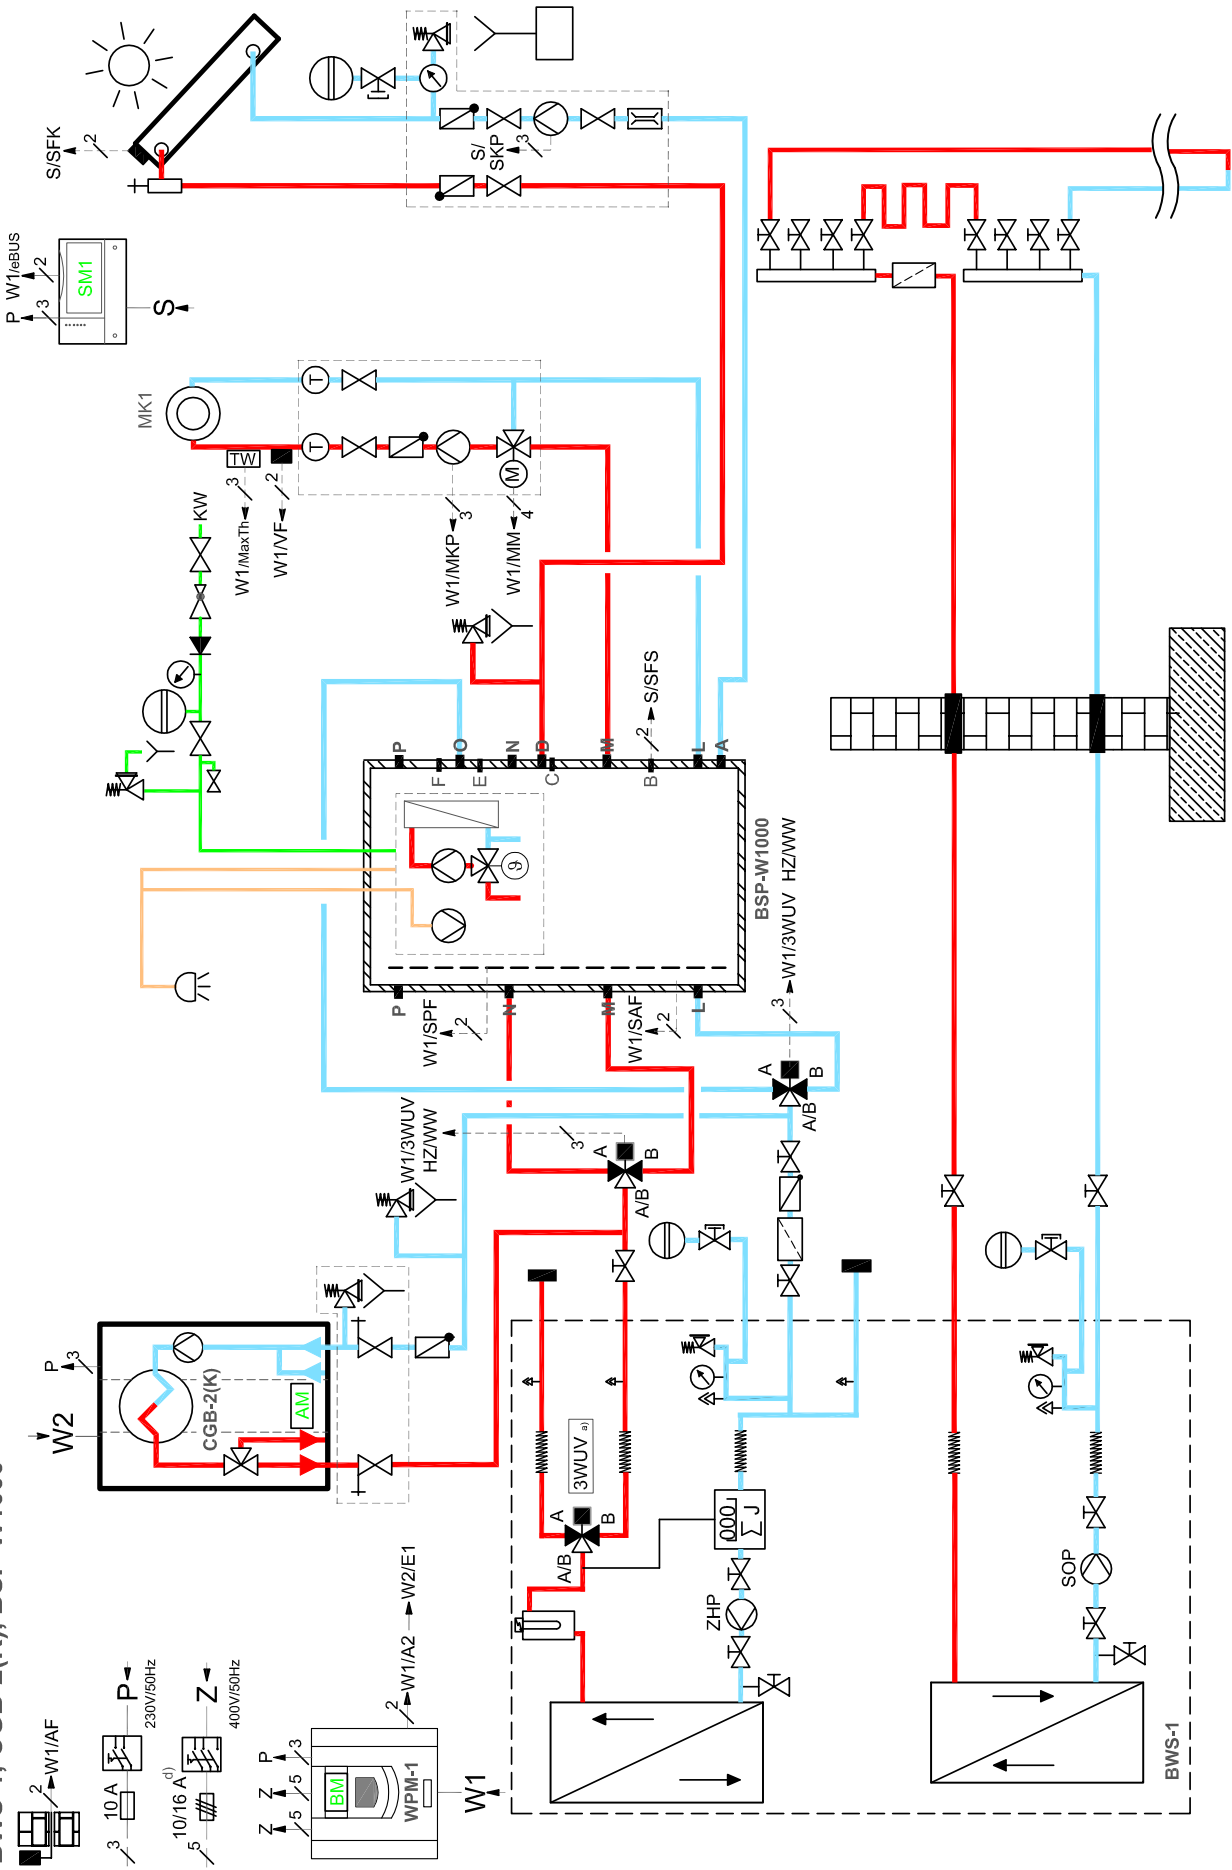 S/SFK
2
S/
SKP
3
P
W1/eBUS
3
2
SM1
S
MK1
T
T
TW
3
2
W1/MaxTh
W1/VF
KW
M
3
4
W1/MKP
W1/MM
S/SFS
2
P
F
O
E
N
D
C
M
B
L
A
BSP-W1000
ϑ
P
N
M
L
W1/SPF
2
W1/SAF
2
W1/3WUV HZ/WW
3
A
B
A/B
W1/3WUV
HZ/WW
3
A
B
A/B
W2
P
3
CGB-2(K)
AM
3WUV a)
A
B
A/B
000
Σ J
ZHP
SOP
BWS-1
2
W1/AF
3
10 A
P
230V/50Hz
5
10/16 A d)
Z
400V/50Hz
Z
Z
P
5
5
3
BM
WPM-1
W1
2
W1/A2
W2/E1